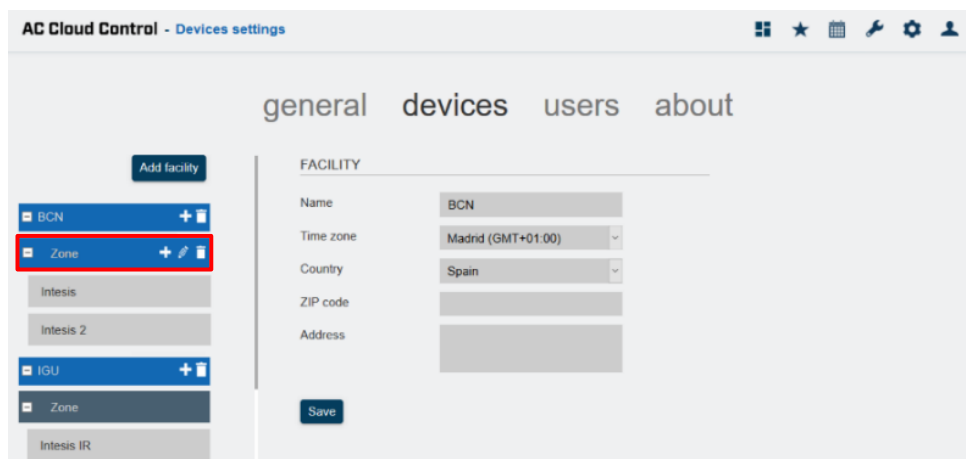 AC Cloud Control - Devices settings
general devices users about
Add facility
BCN
Zone
Intesis
Intesis 2
IGU
Zone
Intesis IR
FACILITY
Name BCN
Time zone Madrid (GMT+01:00)
Country Spain
ZIP code
Address
Save